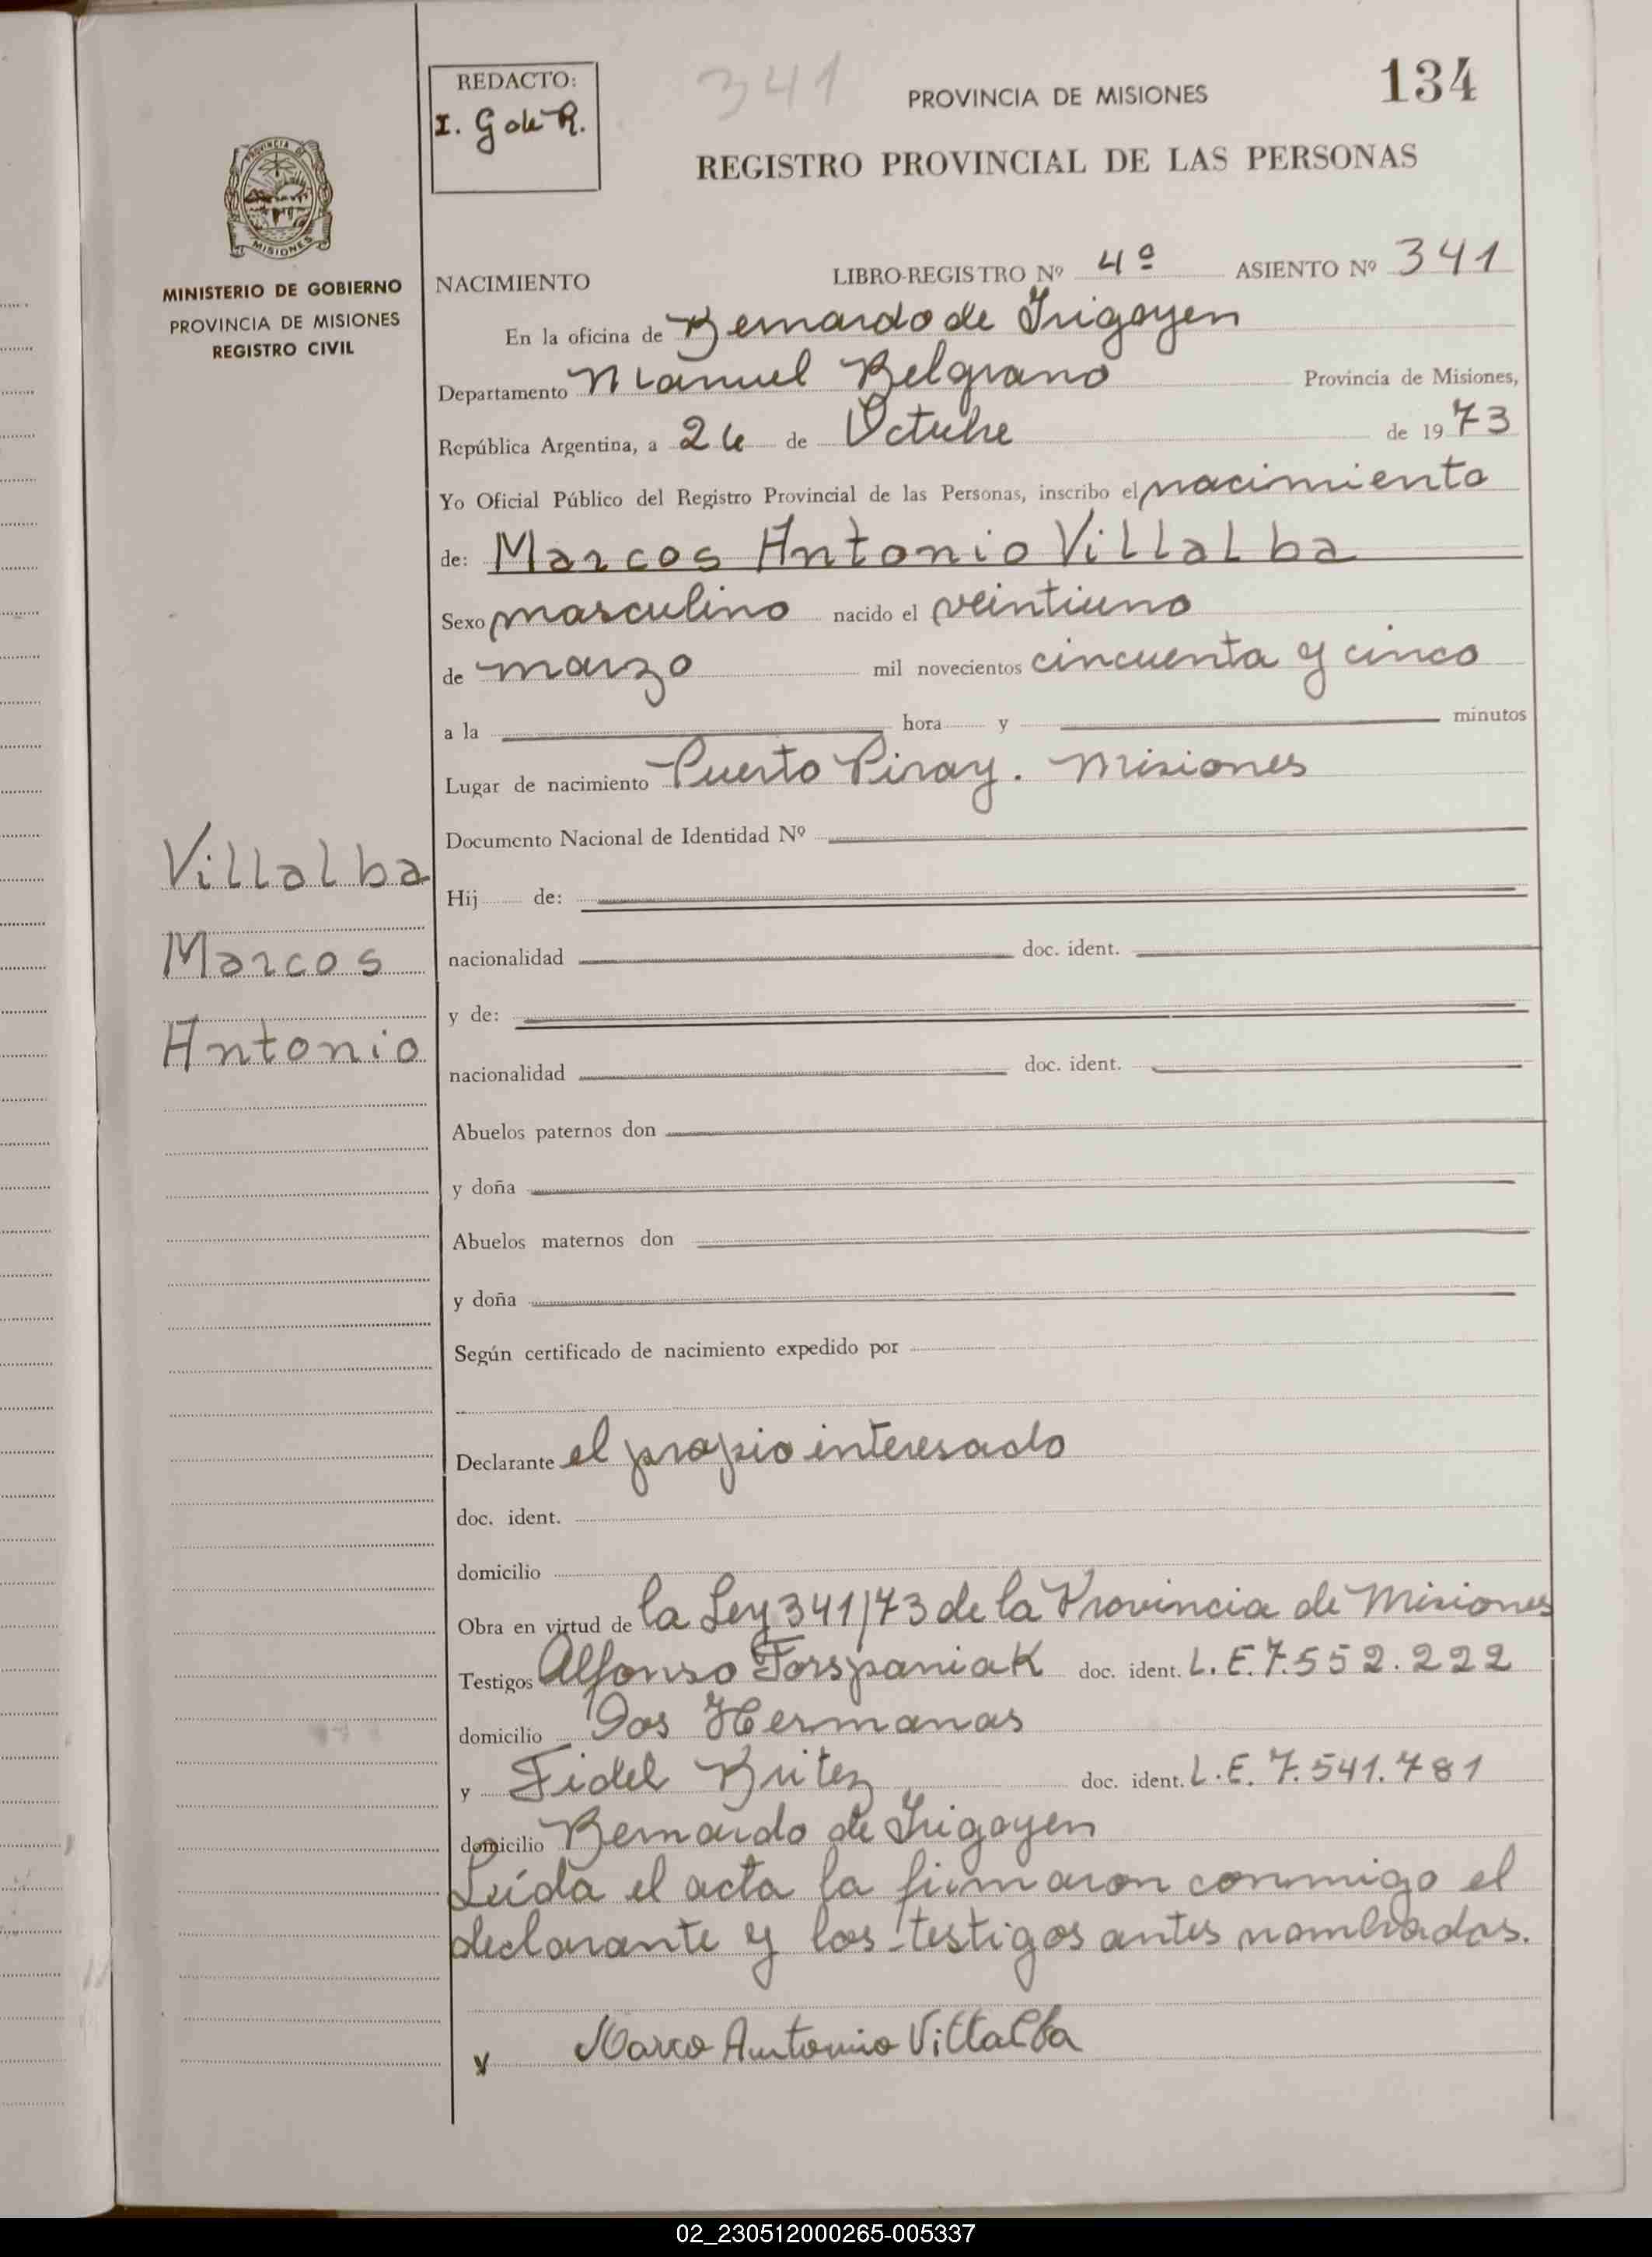 REDACTO:
I. G de R.
341
PROVINCIA DE MISIONES
134
REGISTRO PROVINCIAL DE LAS PERSONAS
PROVINCIA DE
MISIONES
MINISTERIO DE GOBIERNO
PROVINCIA DE MISIONES
REGISTRO CIVIL
NACIMIENTO LIBRO-REGISTRO Nº 4º ASIENTO Nº 341
En la oficina de Bernardo de Irigoyen
Departamento Manuel Belgrano Provincia de Misiones,
República Argentina, a 26 de Octubre de 1973
Yo Oficial Público del Registro Provincial de las Personas, inscribo el nacimiento
de: Marcos Antonio Villalba
Sexo masculino nacido el veintiuno
de marzo mil novecientos cincuenta y cinco
a la hora y minutos
Lugar de nacimiento Puerto Piray. Misiones
Documento Nacional de Identidad Nº
Villalba
Marcos
Antonio
Hij de:
nacionalidad doc. ident.
y de:
nacionalidad doc. ident.
Abuelos paternos don
y doña
Abuelos maternos don
y doña
Según certificado de nacimiento expedido por
Declarante el propio interesado
doc. ident.
domicilio
Obra en virtud de la Ley 341/73 de la Provincia de Misiones
Testigos Alfonso Forspaniak doc. ident. L.E. 7.552.222
domicilio Dos Hermanas
y Fidel Britez doc. ident. L.E. 7.541.781
domicilio Bernardo de Irigoyen
Leída el acta la firmaron conmigo el
declarante y los testigos antes nombrados.
x Marco Antonio Villalba
02_230512000265-005337